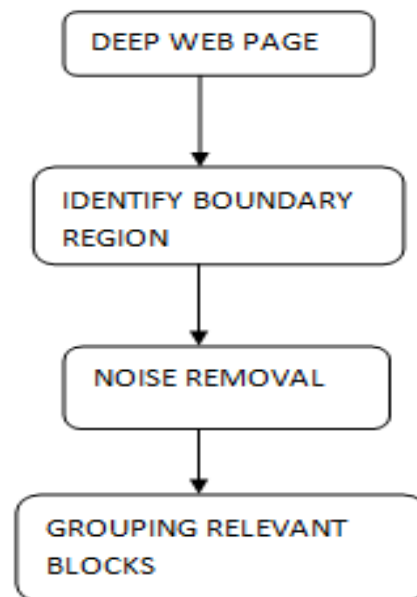 DEEP WEB PAGE
IDENTIFY BOUNDARY
REGION
NOISE REMOVAL
GROUPING RELEVANT
BLOCKS